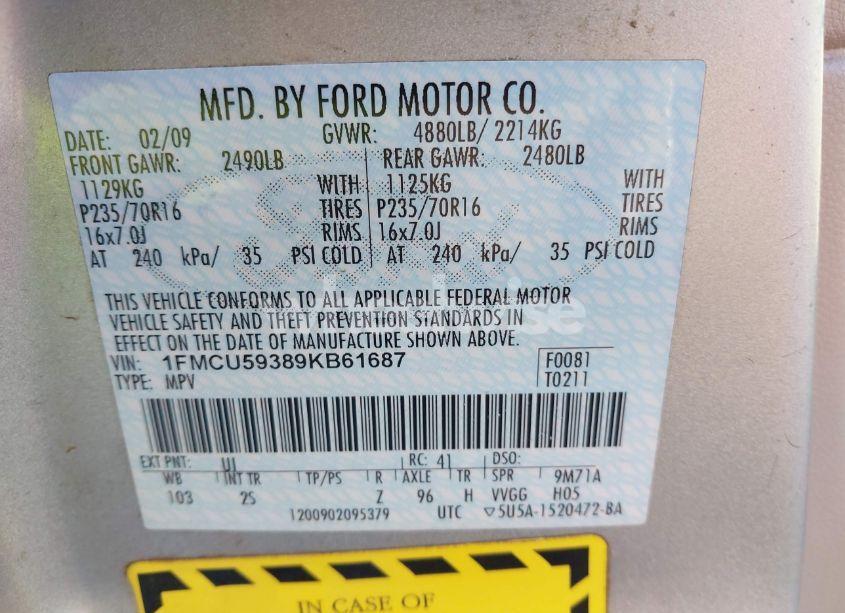 MFD. BY FORD MOTOR CO.
DATE: 02/09 GVWR: 4880LB/ 2214KG
FRONT GAWR: 2490LB REAR GAWR: 2480LB
1129KG WITH 1125KG WITH
P235/70R16 TIRES P235/70R16 TIRES
16x7.0J RIMS 16x7.0J RIMS
AT 240 kPa/ 35 PSI COLD AT 240 kPa/ 35 PSI COLD
THIS VEHICLE CONFORMS TO ALL APPLICABLE FEDERAL MOTOR
VEHICLE SAFETY AND THEFT PREVENTION STANDARDS IN
EFFECT ON THE DATE OF MANUFACTURE SHOWN ABOVE.
VIN: 1FMCU59389KB61687 F0081
TYPE: MPV T0211
EXT PNT: UJ RC: 41 DSO:
WB INT TR TP/PS R AXLE TR SPR 9M71A
103 2S Z 96 H VVGG H05
1200902095379 UTC ▽5U5A-1520472-BA
IN CASE OF